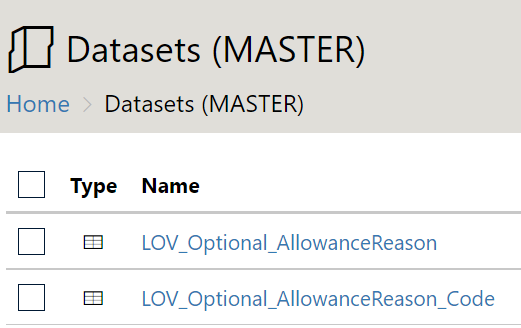 Datasets (MASTER)
Home > Datasets (MASTER)
Type Name
LOV_Optional_AllowanceReason
LOV_Optional_AllowanceReason_Code